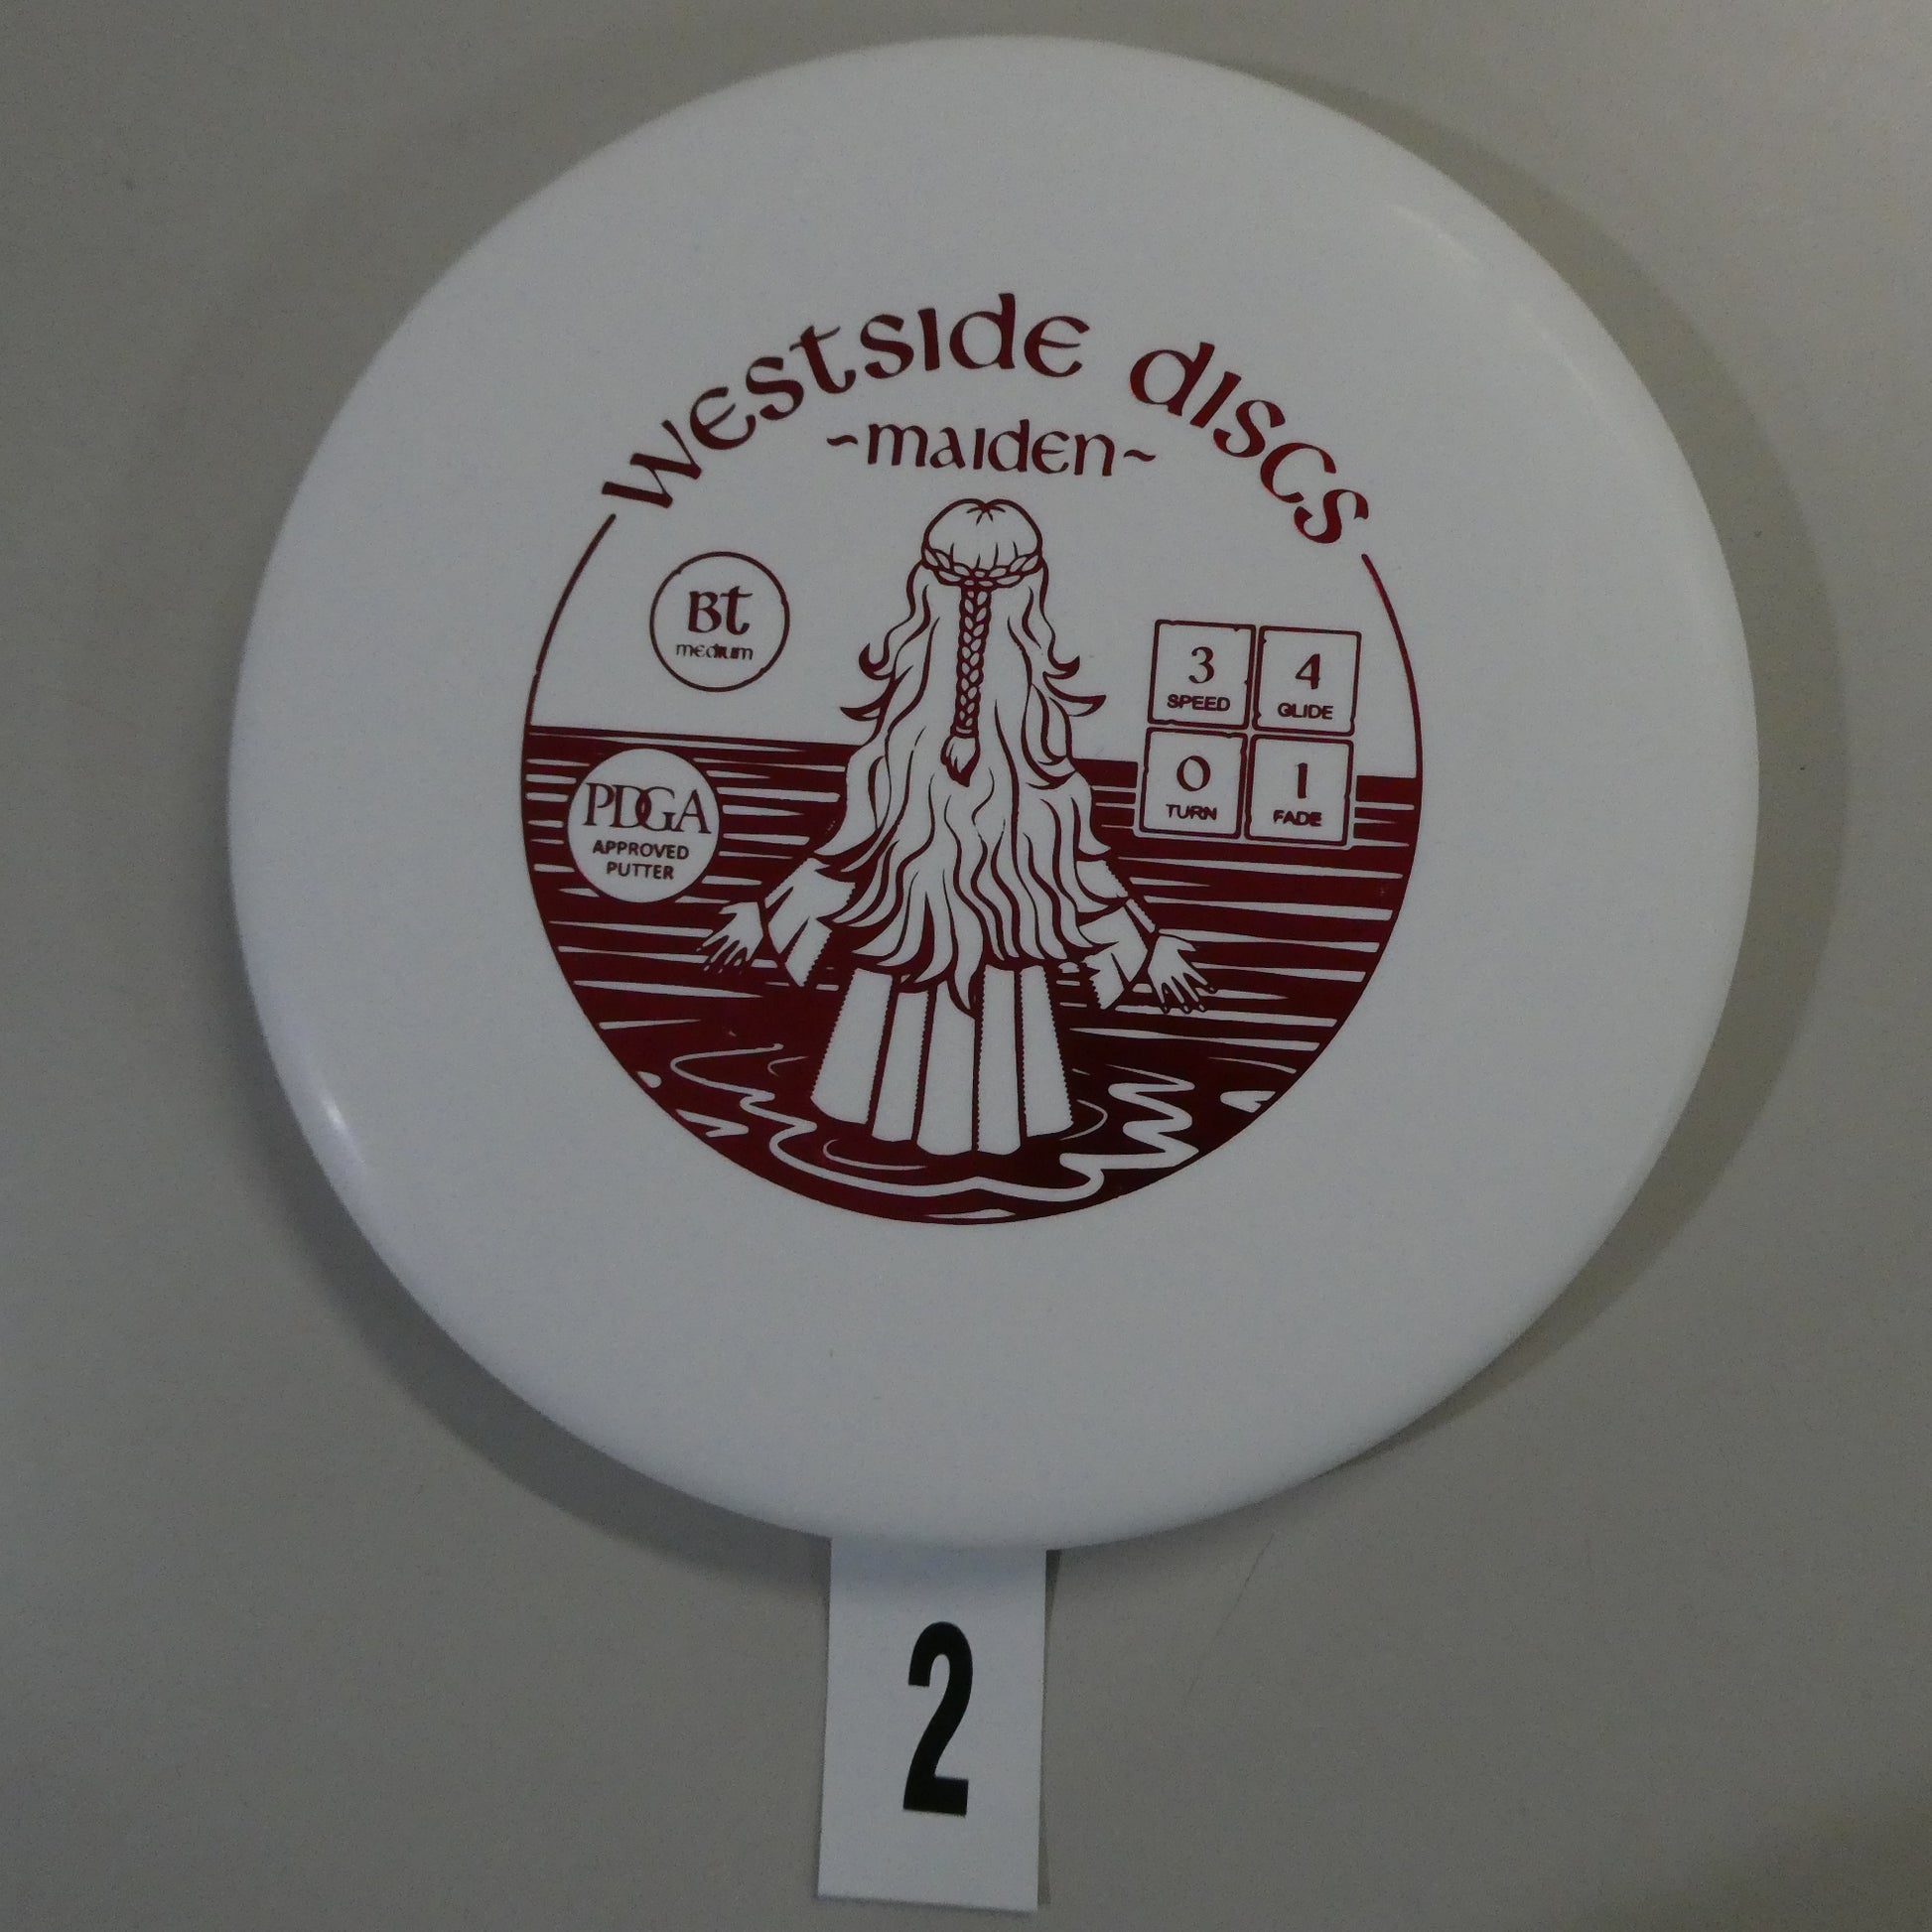 westside discs
~maiden~
Bt
medium
3
SPEED
4
GLIDE
0
TURN
1
FADE
PDGA
APPROVED
PUTTER
2